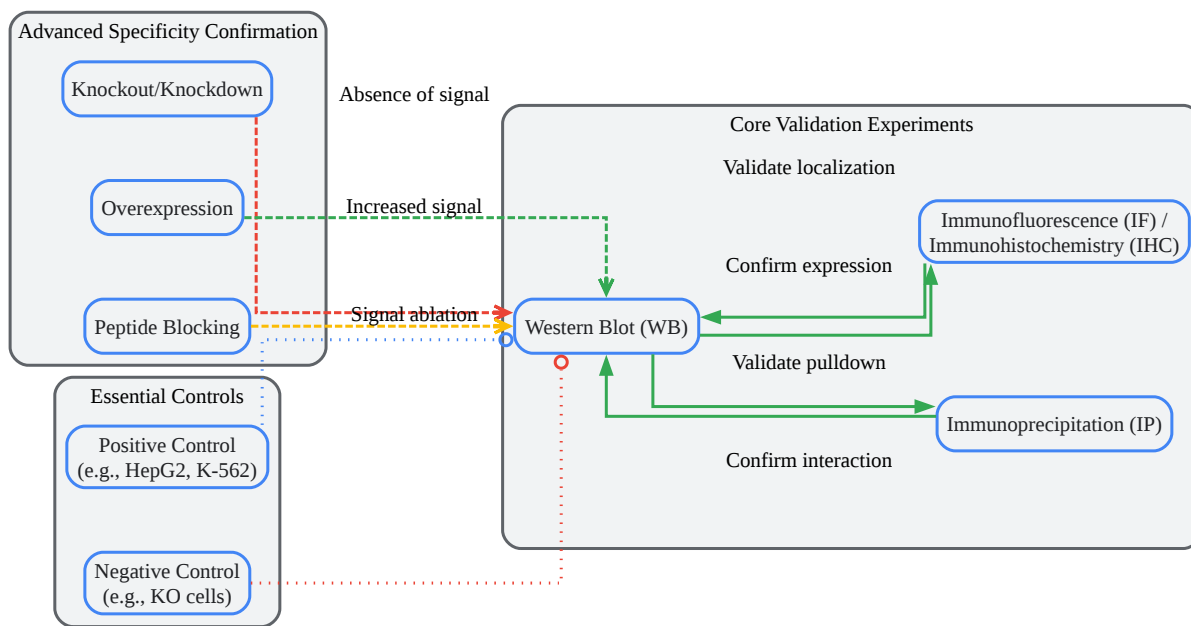 Advanced Specificity Confirmation
Knockout/Knockdown
Overexpression
Peptide Blocking
Absence of signal
Increased signal
Signal ablation
Essential Controls
Positive Control
(e.g., HepG2, K-562)
Negative Control
(e.g., KO cells)
Core Validation Experiments
Validate localization
Immunofluorescence (IF) /
Immunohistochemistry (IHC)
Confirm expression
Western Blot (WB)
Validate pulldown
Immunoprecipitation (IP)
Confirm interaction